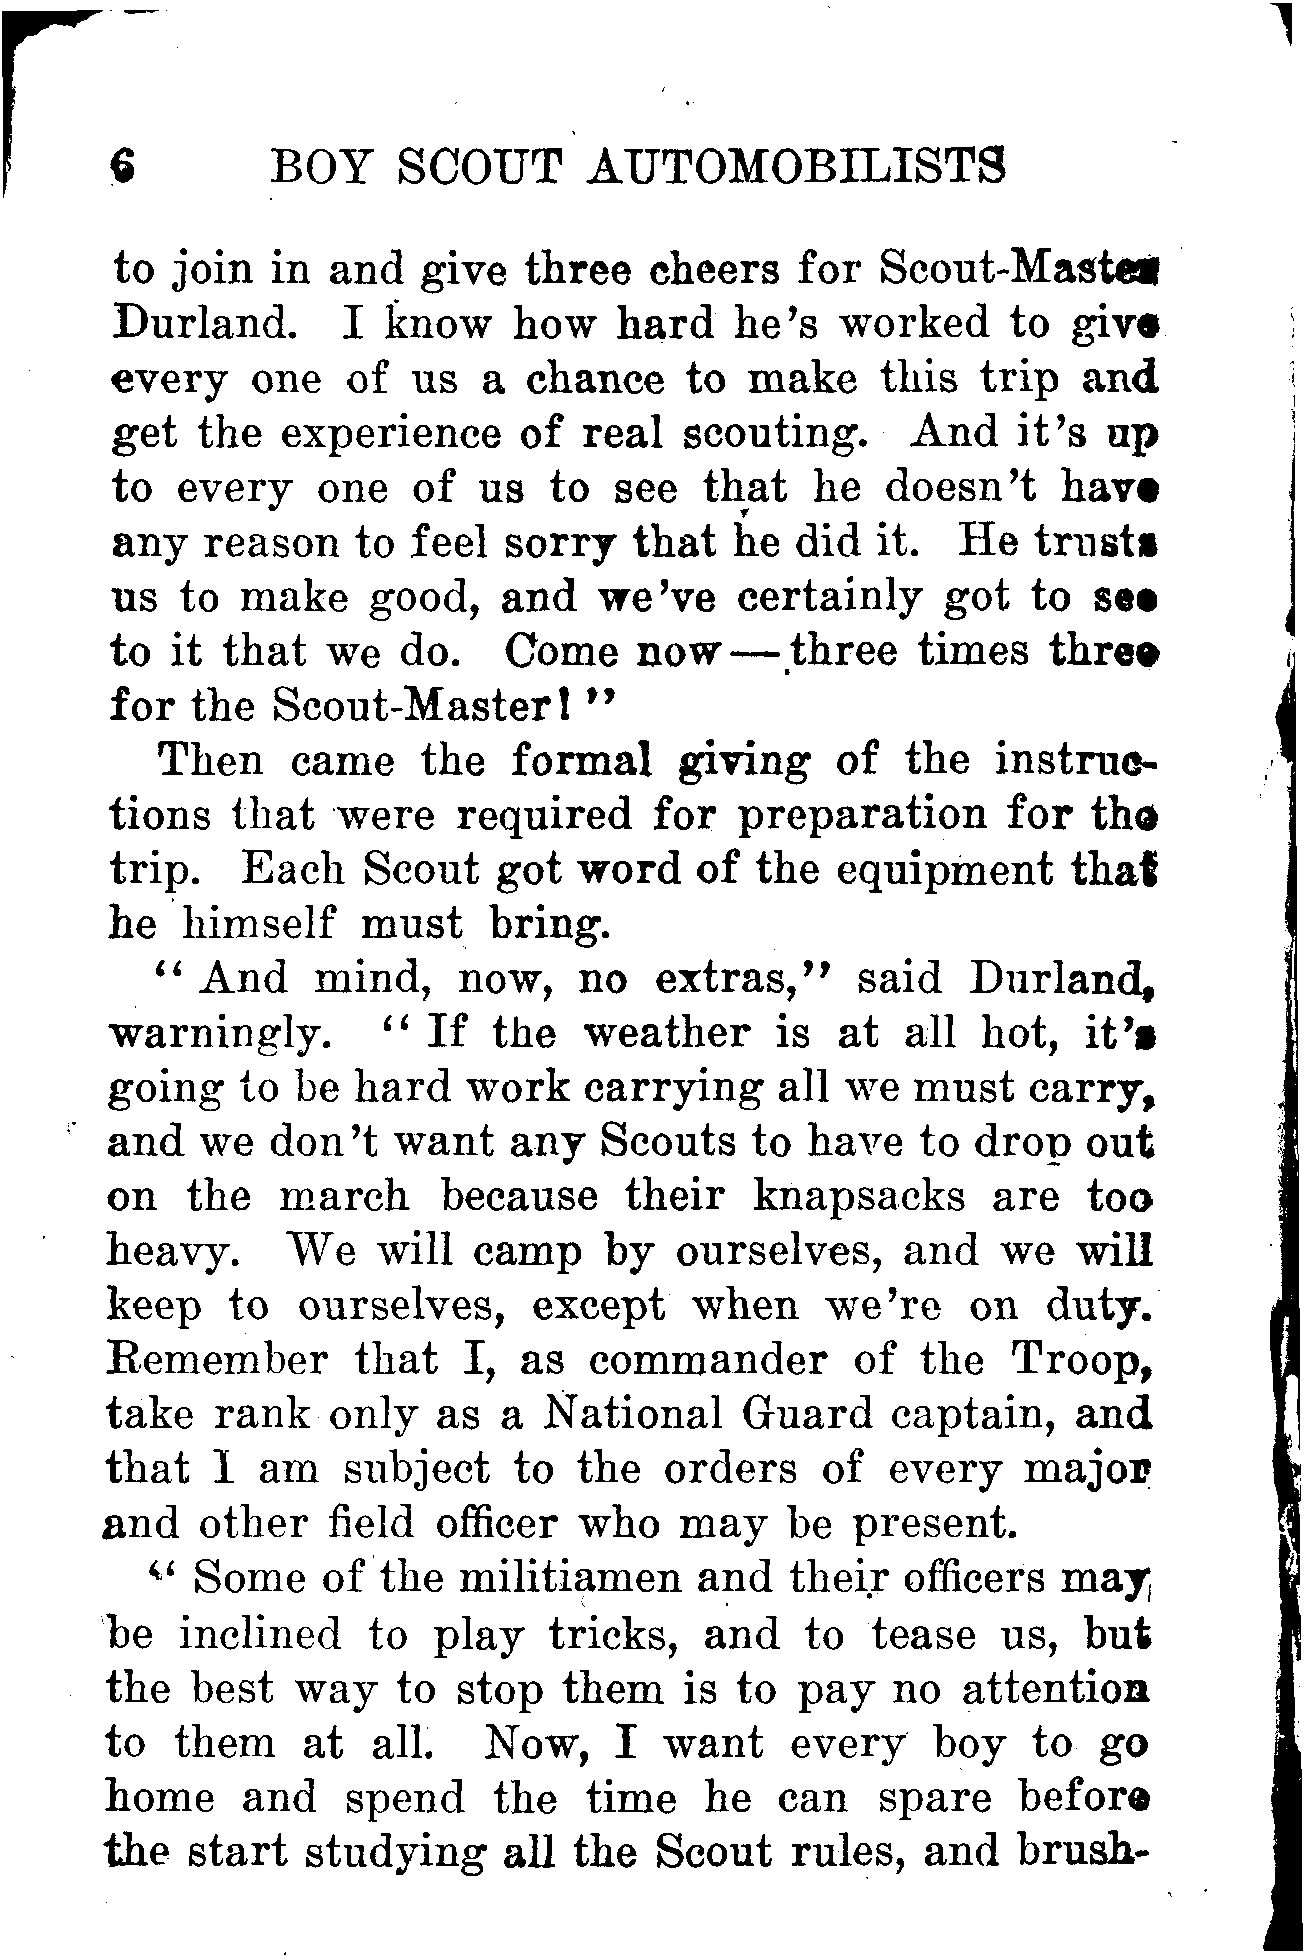 6 BOY SCOUT AUTOMOBILISTS
to join in and give three cheers for Scout-Master
Durland. I know how hard he's worked to give
every one of us a chance to make this trip and
get the experience of real scouting. And it's up
to every one of us to see that he doesn't have
any reason to feel sorry that he did it. He trusts
us to make good, and we've certainly got to see
to it that we do. Come now—three times three
for the Scout-Master! "
Then came the formal giving of the instruc-
tions that were required for preparation for the
trip. Each Scout got word of the equipment that
he himself must bring.
" And mind, now, no extras," said Durland,
warningly. " If the weather is at all hot, it's
going to be hard work carrying all we must carry,
and we don't want any Scouts to have to drop out
on the march because their knapsacks are too
heavy. We will camp by ourselves, and we will
keep to ourselves, except when we're on duty.
Remember that I, as commander of the Troop,
take rank only as a National Guard captain, and
that I am subject to the orders of every major
and other field officer who may be present.
" Some of the militiamen and their officers may
be inclined to play tricks, and to tease us, but
the best way to stop them is to pay no attention
to them at all. Now, I want every boy to go
home and spend the time he can spare before
the start studying all the Scout rules, and brush-